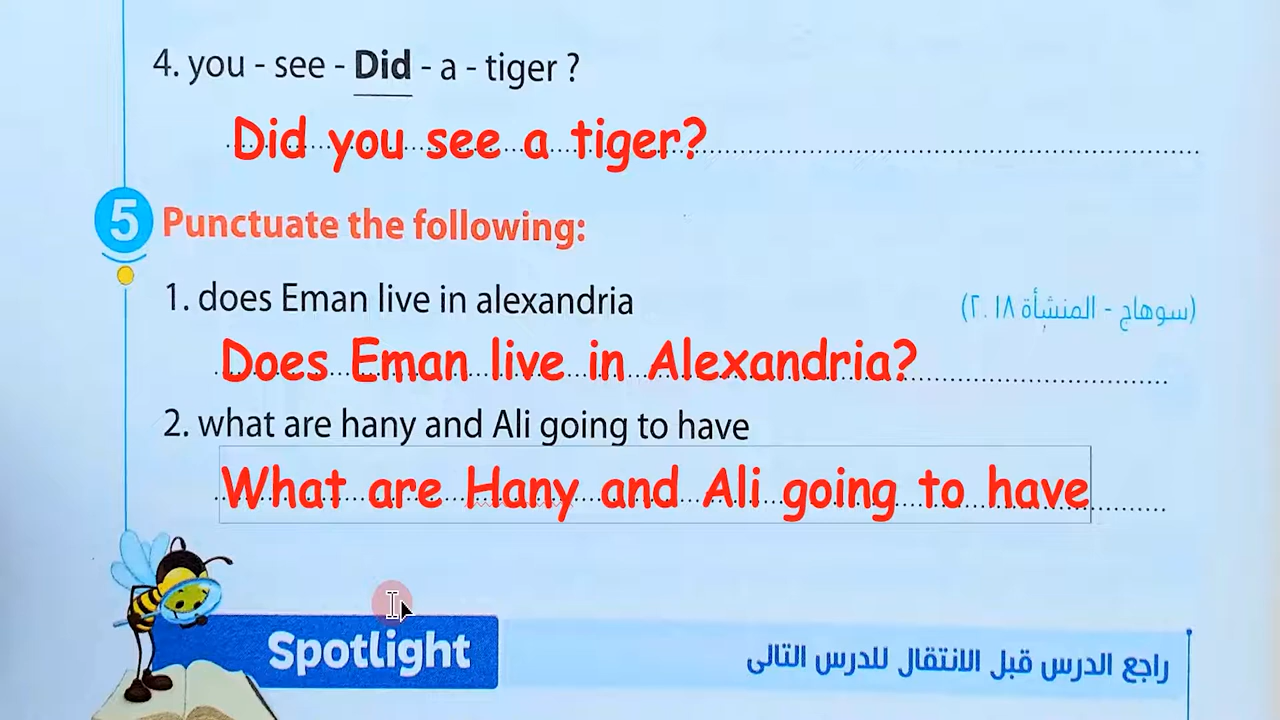 4. you - see - Did - a - tiger ?
Did you see a tiger?
5 Punctuate the following:
1. does Eman live in alexandria
(سوهاج - المنشأة ٢٠١٨)
Does Eman live in Alexandria?
2. what are hany and Ali going to have
What are Hany and Ali going to have
Spotlight
راجع الدرس قبل الانتقال للدرس التالى